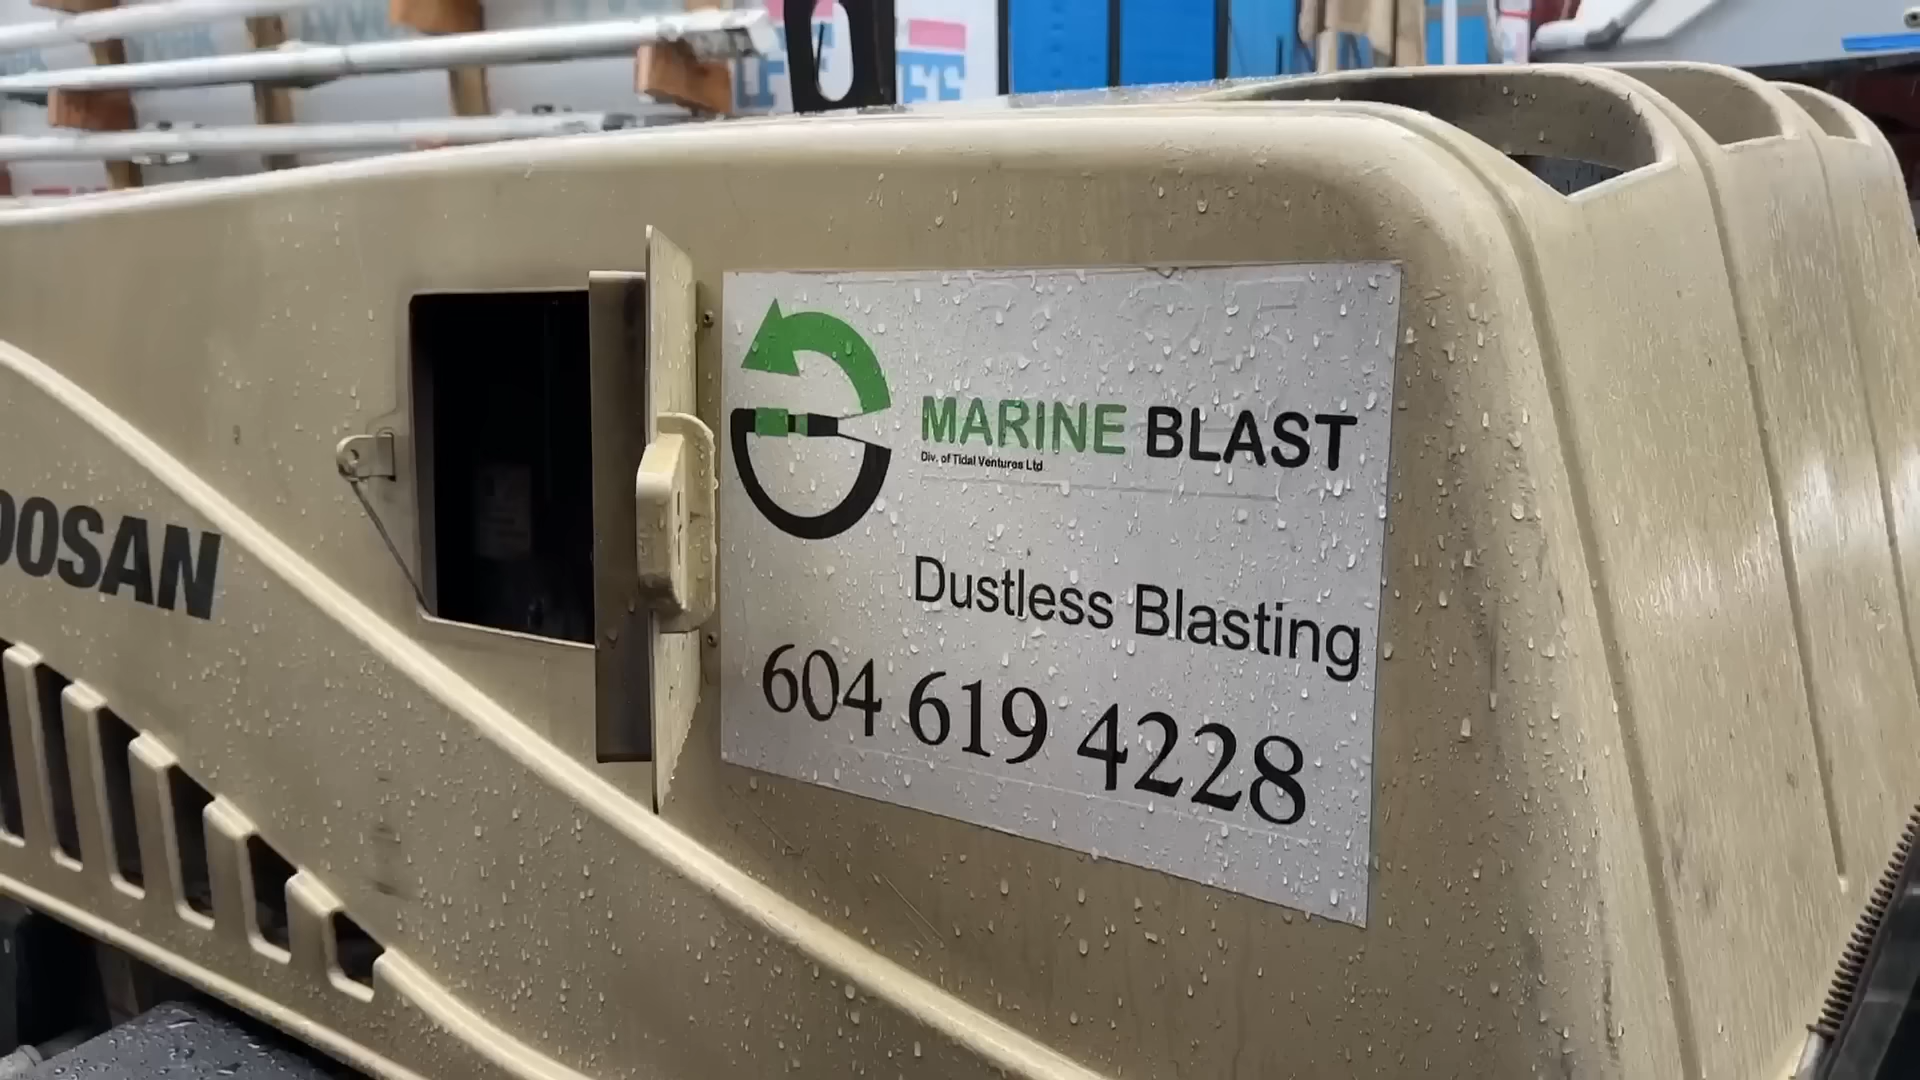 MARINE BLAST
Div. of Tidal Ventures Ltd
Dustless Blasting
604 619 4228
OOSAN